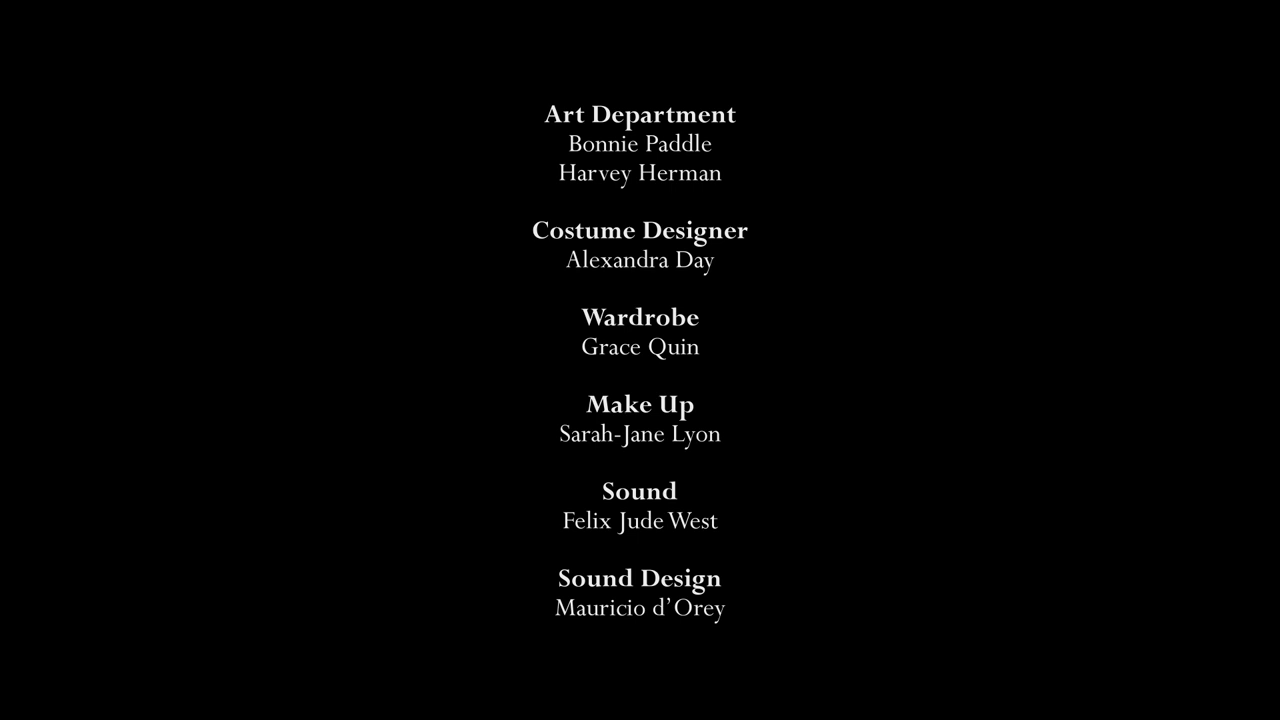 Art Department
Bonnie Paddle
Harvey Herman
Costume Designer
Alexandra Day
Wardrobe
Grace Quin
Make Up
Sarah-Jane Lyon
Sound
Felix Jude West
Sound Design
Mauricio d’Orey